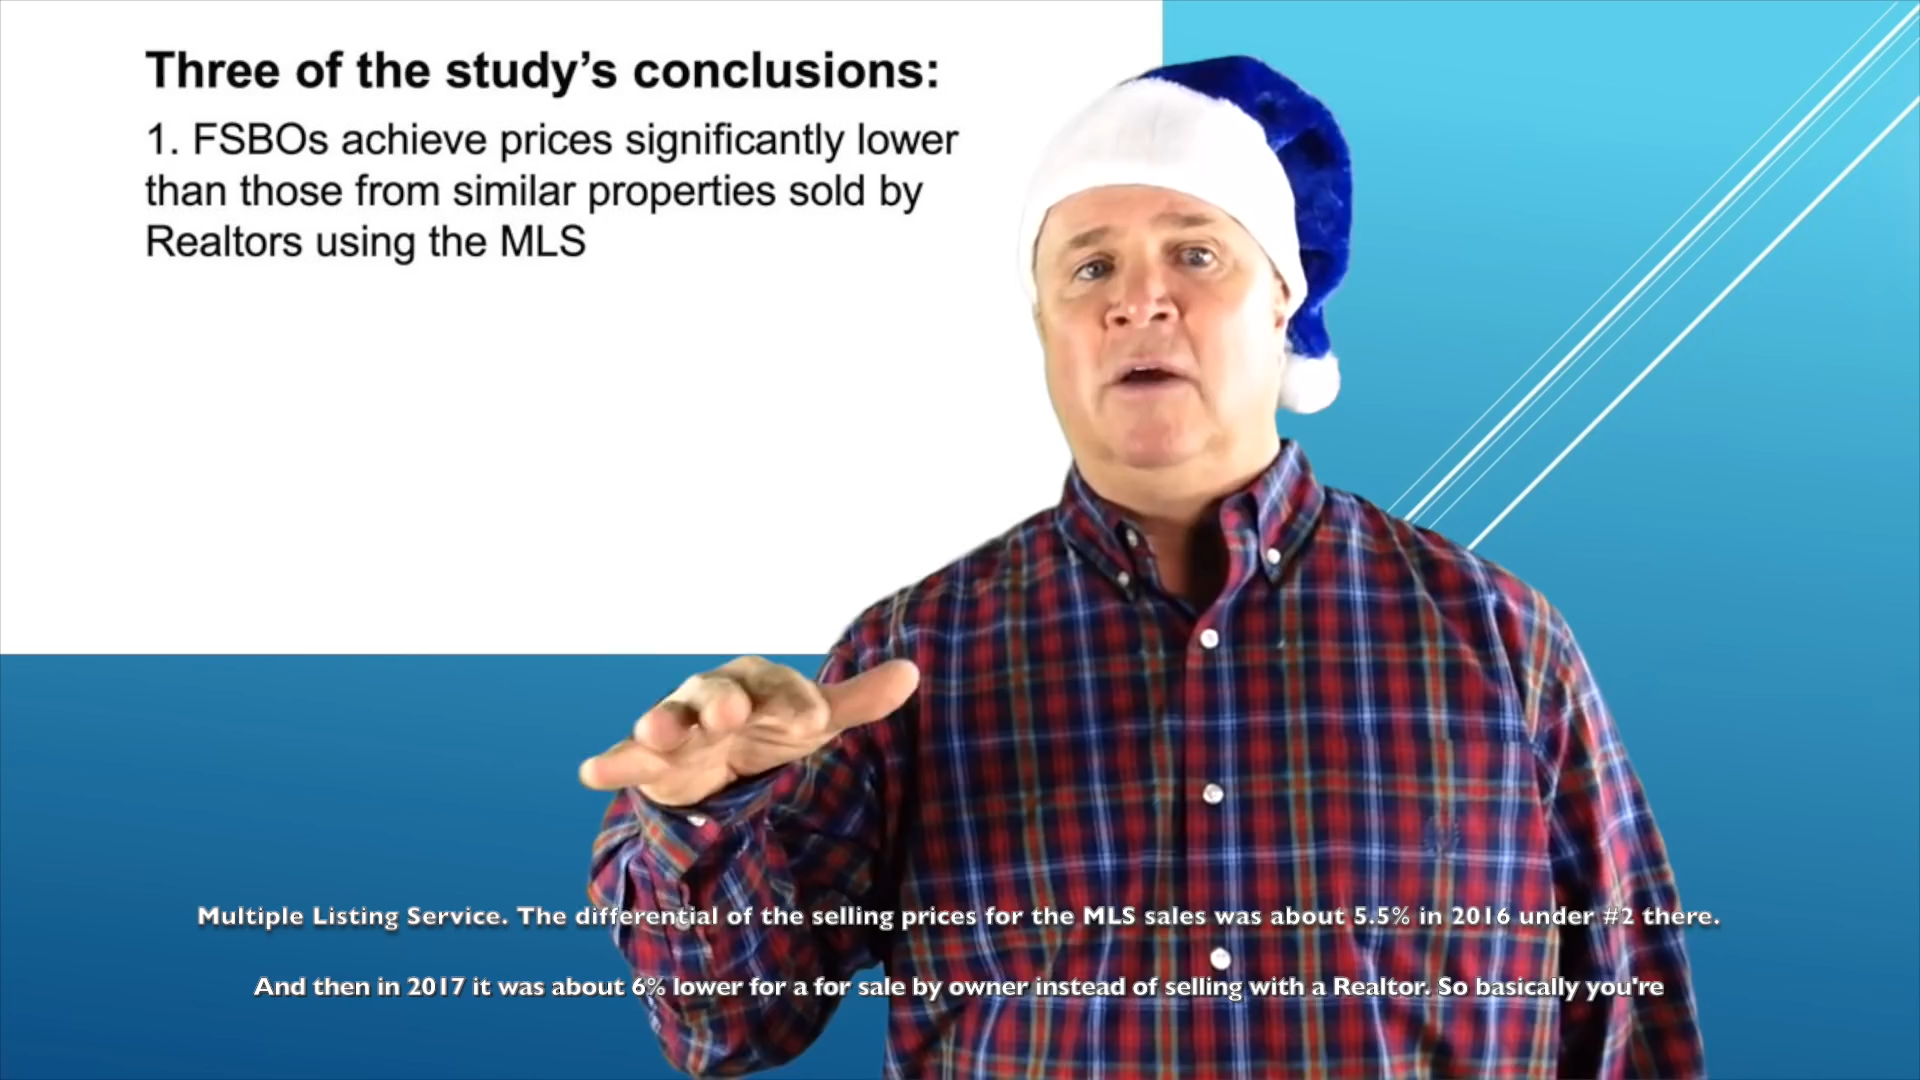 Three of the study’s conclusions:
1. FSBOs achieve prices significantly lower
than those from similar properties sold by
Realtors using the MLS
Multiple Listing Service. The differential of the selling prices for the MLS sales was about 5.5% in 2016 under #2 there.
And then in 2017 it was about 6% lower for a for sale by owner instead of selling with a Realtor. So basically you're